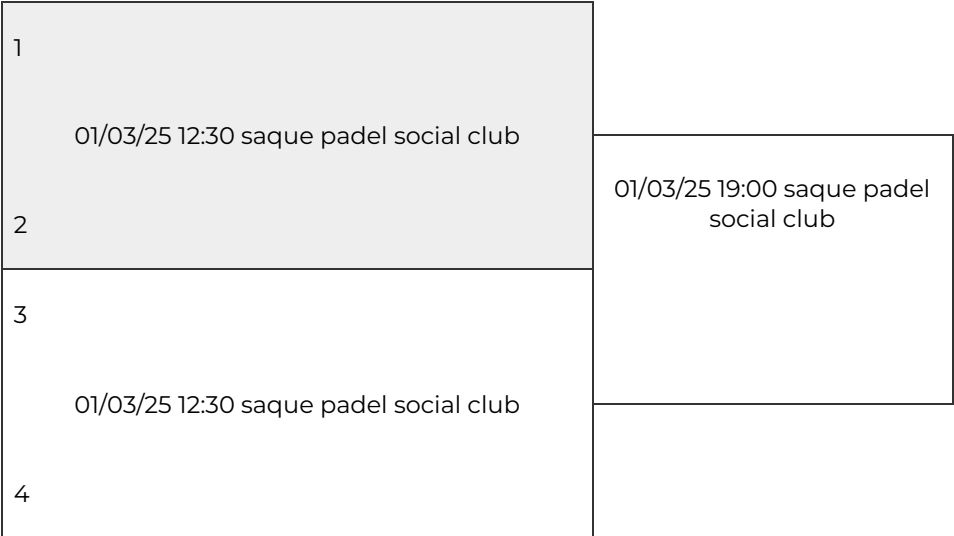 1
01/03/25 12:30 saque padel social club
2
01/03/25 19:00 saque padel
social club
3
01/03/25 12:30 saque padel social club
4